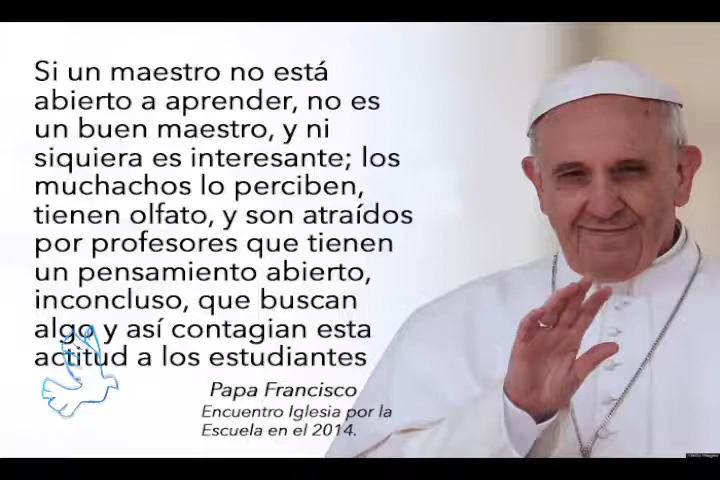 Si un maestro no está
abierto a aprender, no es
un buen maestro, y ni
siquiera es interesante; los
muchachos lo perciben,
tienen olfato, y son atraídos
por profesores que tienen
un pensamiento abierto,
inconcluso, que buscan
algo y así contagian esta
actitud a los estudiantes
Papa Francisco
Encuentro Iglesia por la
Escuela en el 2014.